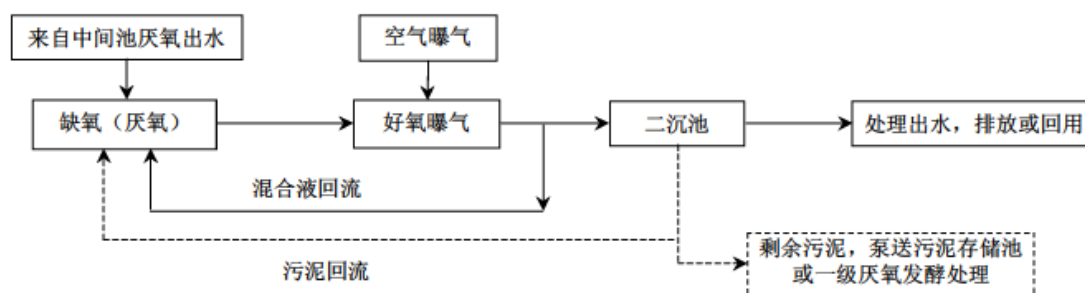 来自中间池厌氧出水
空气曝气
缺氧（厌氧）
好氧曝气
二沉池
处理出水，排放或回用
混合液回流
污泥回流
剩余污泥，泵送污泥存储池
或一级厌氧发酵处理